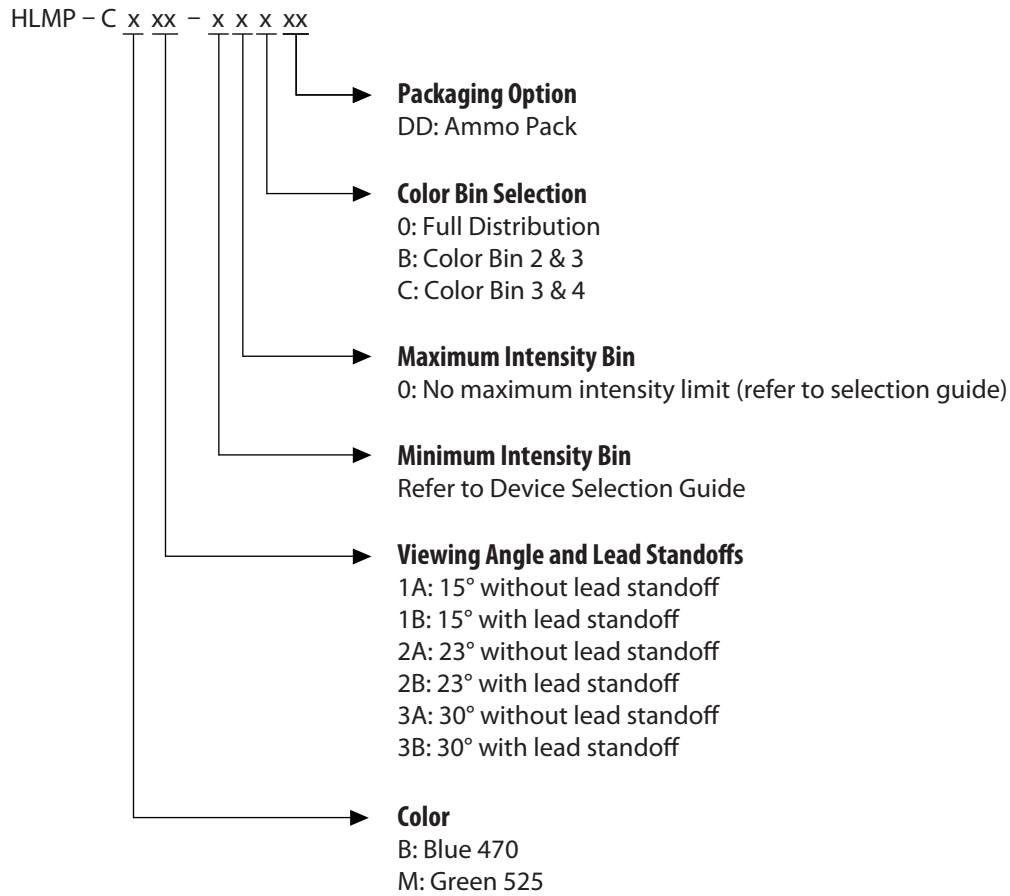 HLMP – C x xx – x x x xx
Packaging Option
DD: Ammo Pack
Color Bin Selection
0: Full Distribution
B: Color Bin 2 & 3
C: Color Bin 3 & 4
Maximum Intensity Bin
0: No maximum intensity limit (refer to selection guide)
Minimum Intensity Bin
Refer to Device Selection Guide
Viewing Angle and Lead Standoffs
1A: 15° without lead standoff
1B: 15° with lead standoff
2A: 23° without lead standoff
2B: 23° with lead standoff
3A: 30° without lead standoff
3B: 30° with lead standoff
Color
B: Blue 470
M: Green 525